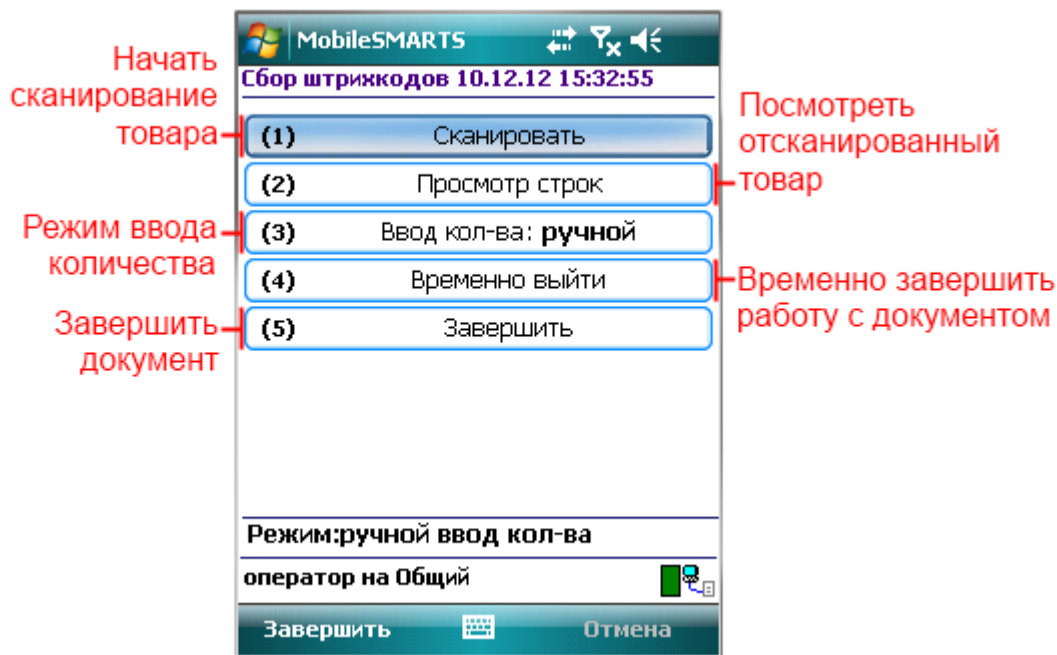 MobileSMARTS
Сбор штрихкодов 10.12.12 15:32:55
Начать
сканирование
товара
(1) Сканировать
Посмотреть
отсканированный
товар
(2) Просмотр строк
Режим ввода
количества
(3) Ввод кол-ва: ручной
(4) Временно выйти
Временно завершить
работу с документом
Завершить
документ
(5) Завершить
Режим:ручной ввод кол-ва
оператор на Общий
Завершить Отмена